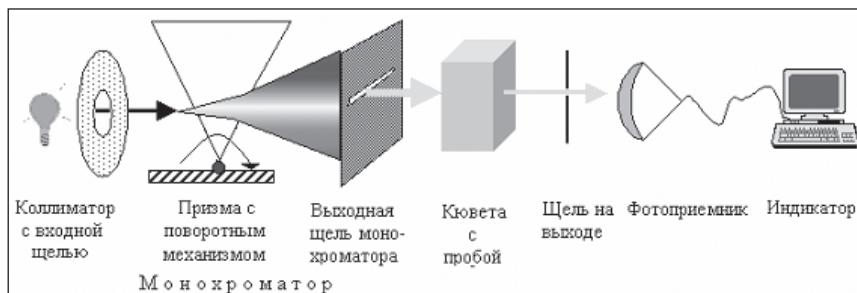 Коллиматор
с входной
щелью
Призма с
поворотным
механизмом
Выходная
щель моно-
хроматора
Кювета
с
пробой
Щель на
выходе
Фотоприемник
Индикатор
Монохроматор